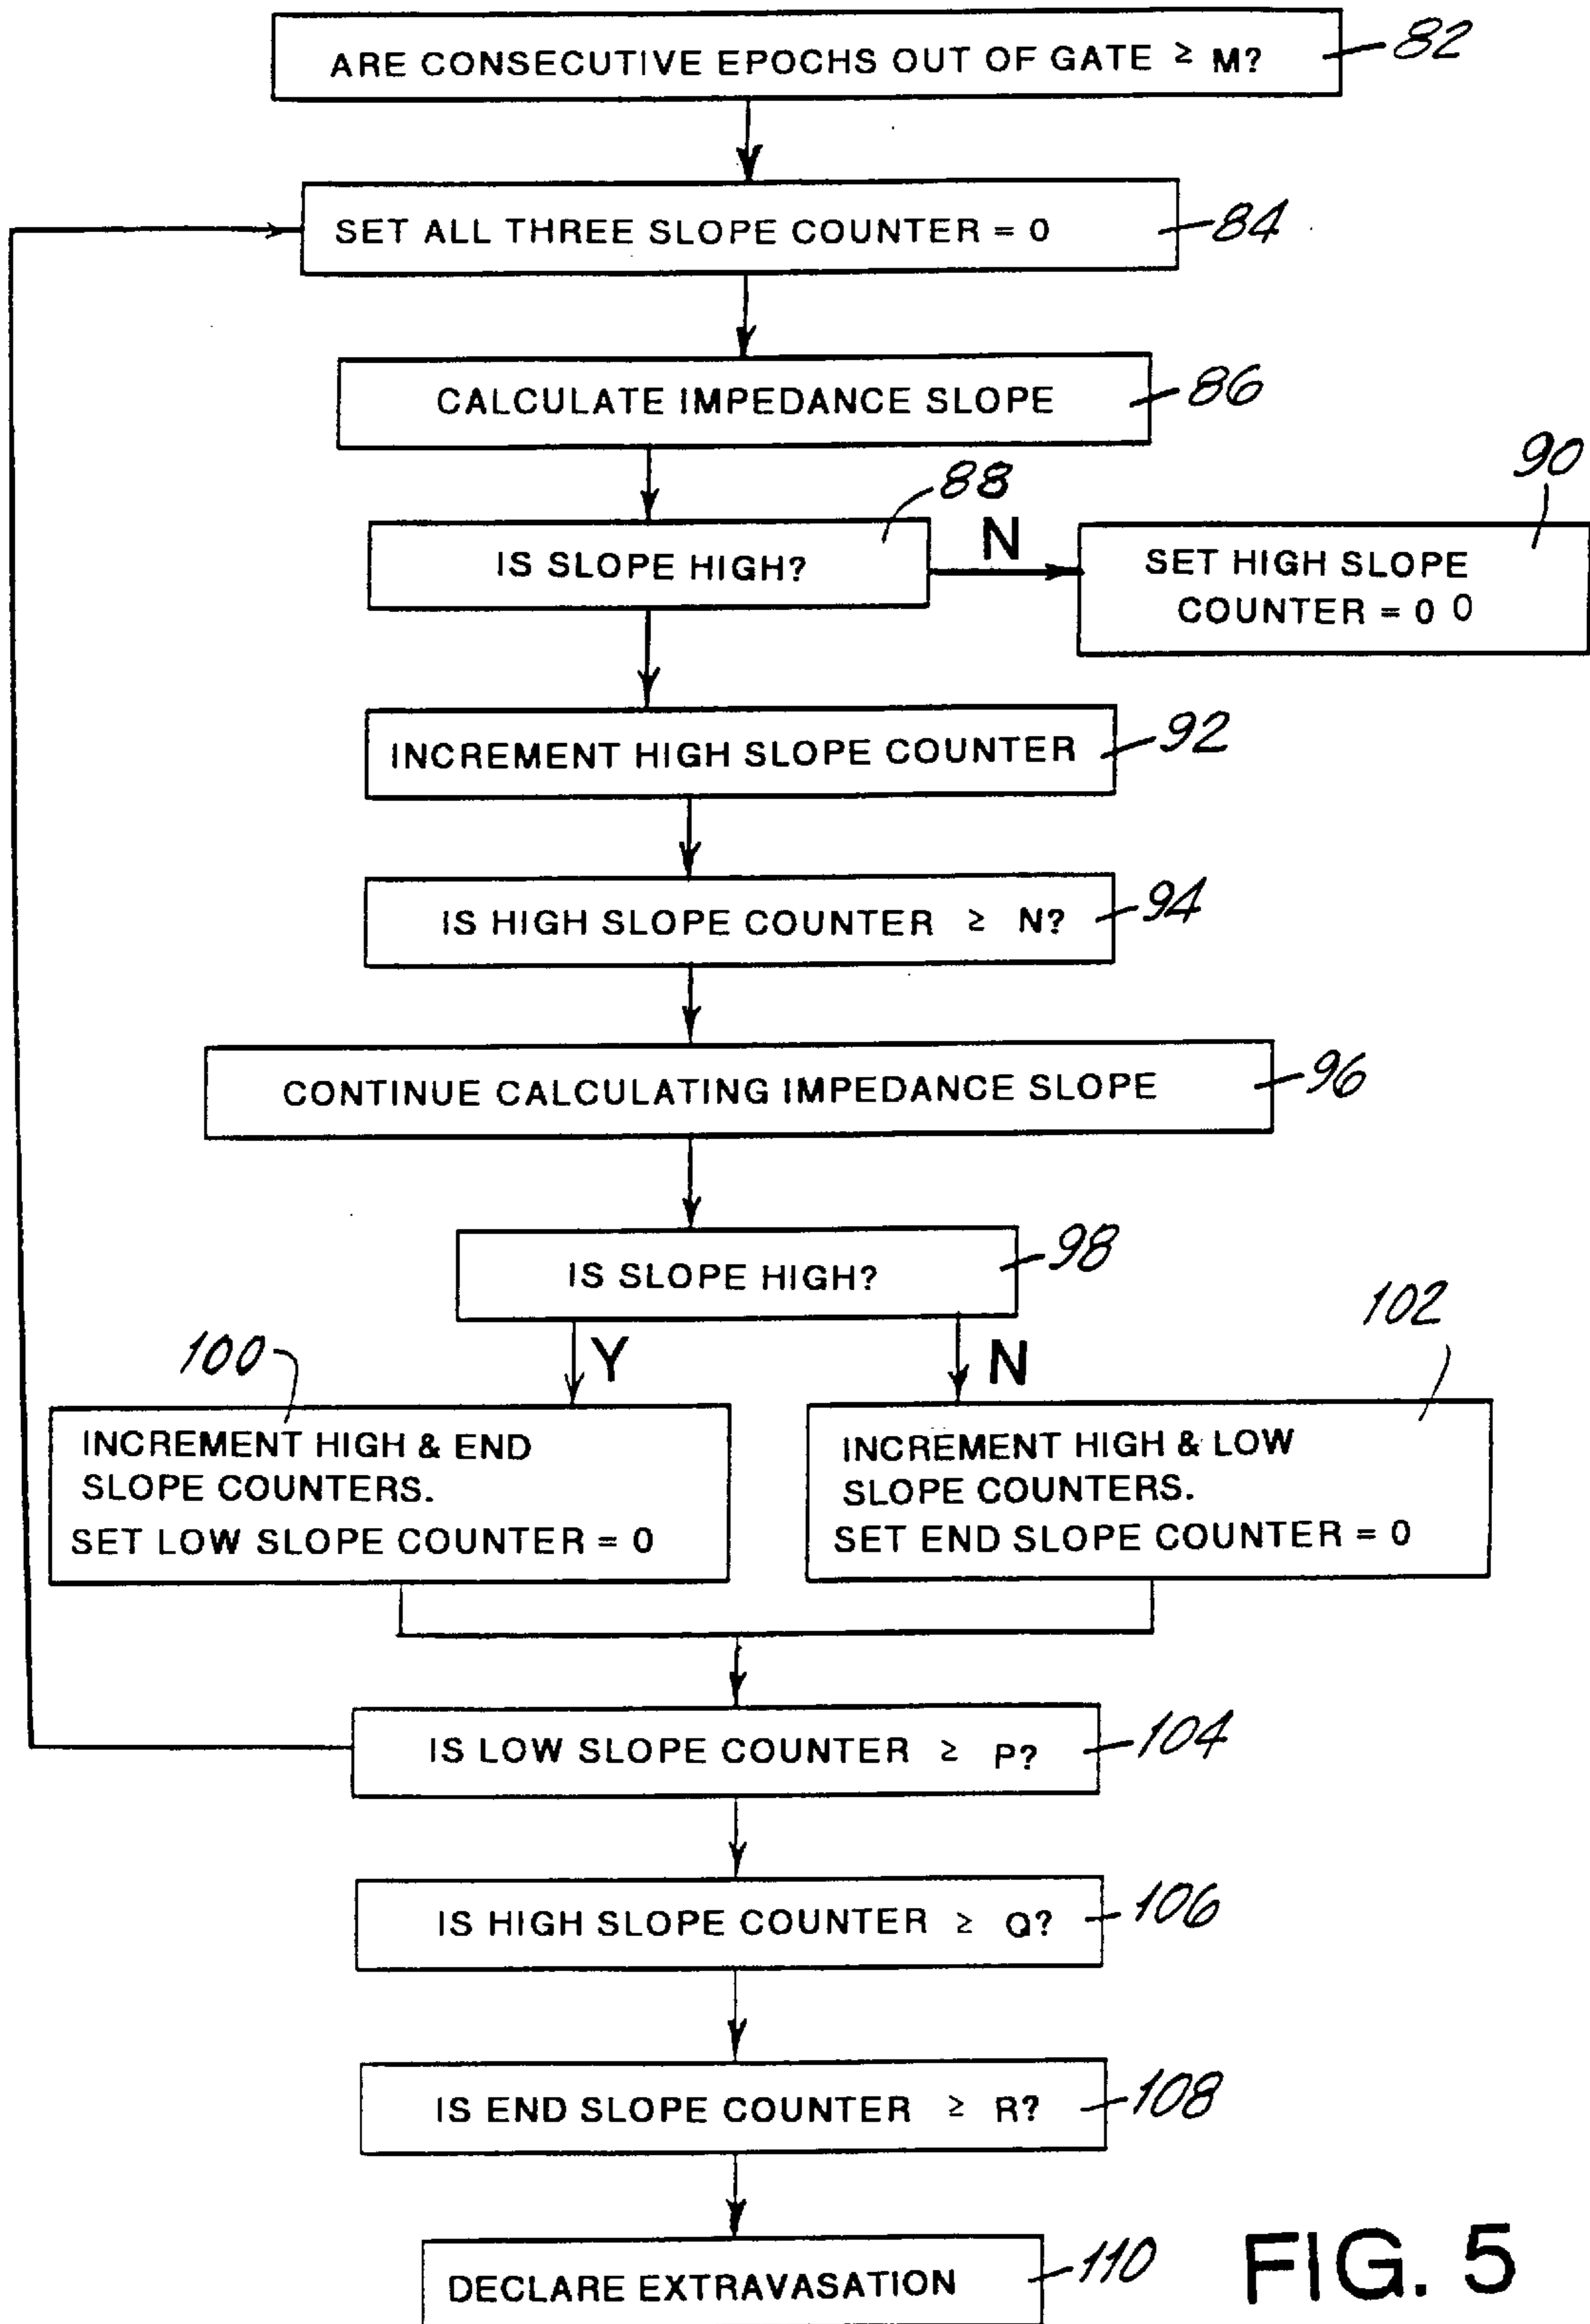 ARE CONSECUTIVE EPOCHS OUT OF GATE ≥ M?
82
SET ALL THREE SLOPE COUNTER = 0
84
CALCULATE IMPEDANCE SLOPE
86
88
IS SLOPE HIGH?
N
90
SET HIGH SLOPE
COUNTER = 0 0
INCREMENT HIGH SLOPE COUNTER
92
IS HIGH SLOPE COUNTER ≥ N?
94
CONTINUE CALCULATING IMPEDANCE SLOPE
96
IS SLOPE HIGH?
98
100
Y
N
102
INCREMENT HIGH & END
SLOPE COUNTERS.
SET LOW SLOPE COUNTER = 0
INCREMENT HIGH & LOW
SLOPE COUNTERS.
SET END SLOPE COUNTER = 0
IS LOW SLOPE COUNTER ≥ P?
104
IS HIGH SLOPE COUNTER ≥ Q?
106
IS END SLOPE COUNTER ≥ R?
108
DECLARE EXTRAVASATION
110
FIG. 5